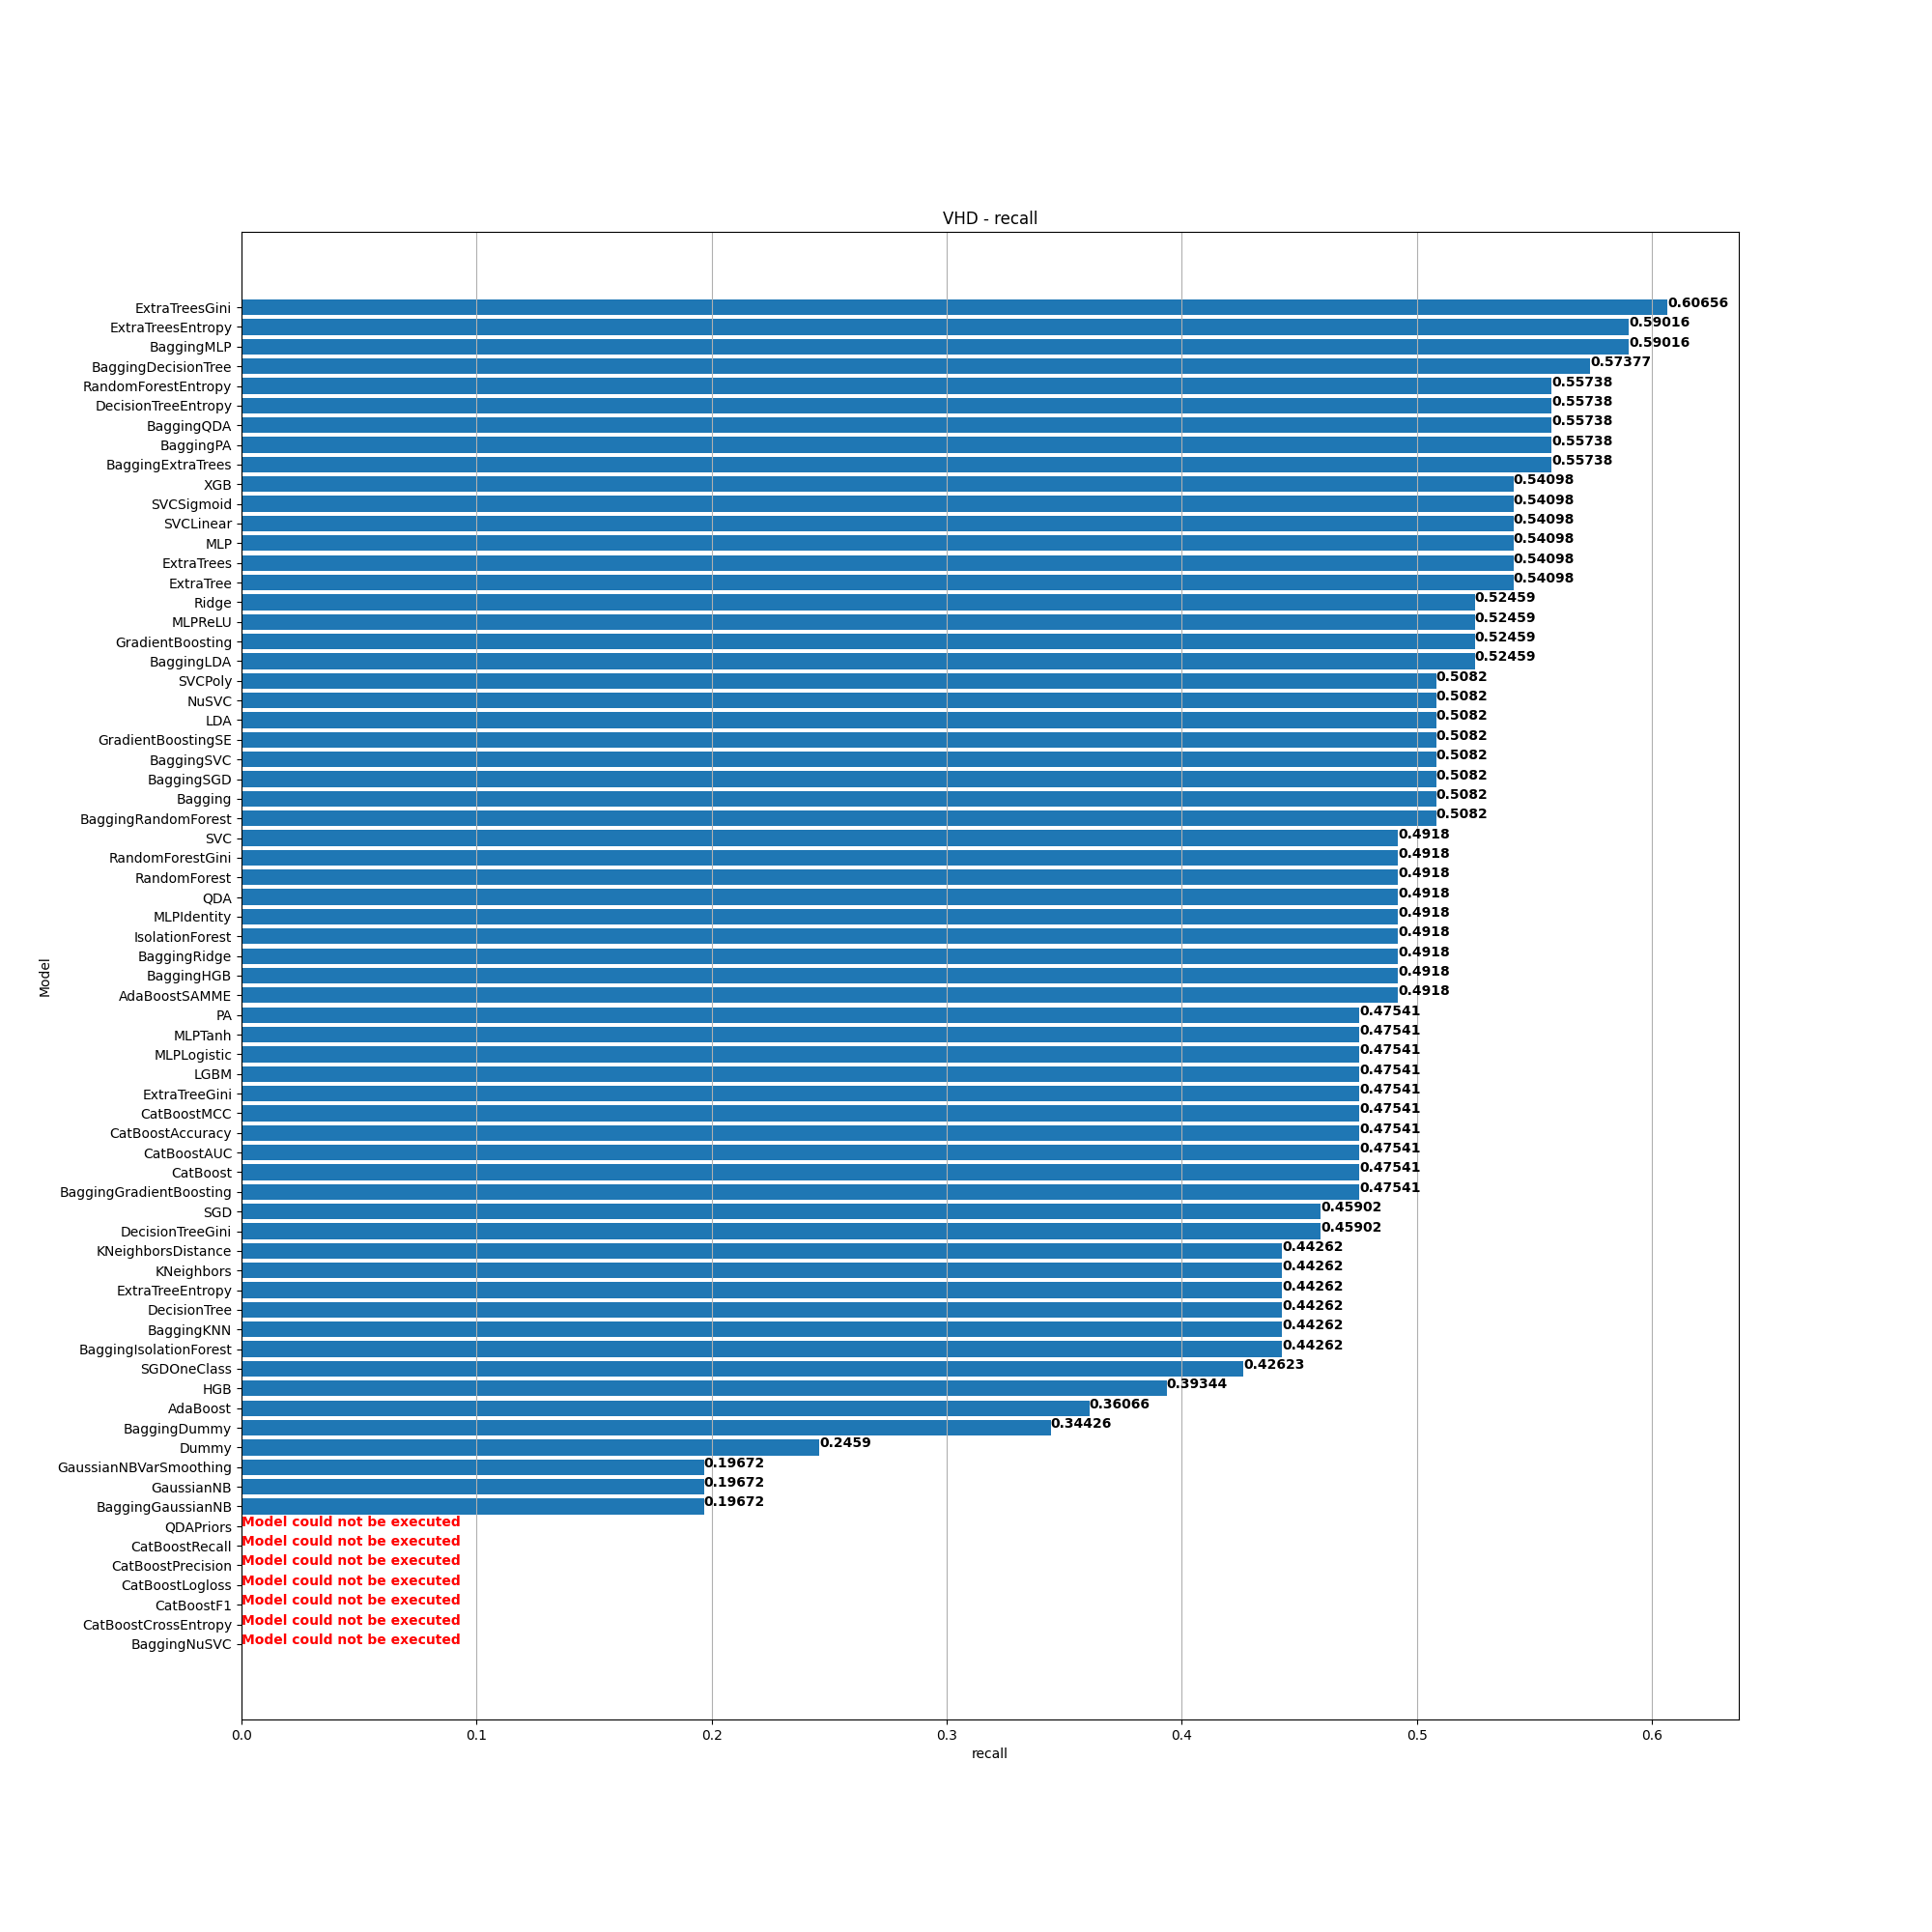 VHD - recall
ExtraTreesGini 0.60656
ExtraTreesEntropy 0.59016
BaggingMLP 0.59016
BaggingDecisionTree 0.57377
RandomForestEntropy 0.55738
DecisionTreeEntropy 0.55738
BaggingQDA 0.55738
BaggingPA 0.55738
BaggingExtraTrees 0.55738
XGB 0.54098
SVCSigmoid 0.54098
SVCLinear 0.54098
MLP 0.54098
ExtraTrees 0.54098
ExtraTree 0.54098
Ridge 0.52459
MLPReLU 0.52459
GradientBoosting 0.52459
BaggingLDA 0.52459
SVCPoly 0.5082
NuSVC 0.5082
LDA 0.5082
GradientBoostingSE 0.5082
BaggingSVC 0.5082
BaggingSGD 0.5082
Bagging 0.5082
BaggingRandomForest 0.5082
SVC 0.4918
RandomForestGini 0.4918
RandomForest 0.4918
QDA 0.4918
MLPIdentity 0.4918
IsolationForest 0.4918
BaggingRidge 0.4918
BaggingHGB 0.4918
AdaBoostSAMME 0.4918
PA 0.47541
MLPTanh 0.47541
MLPLogistic 0.47541
LGBM 0.47541
ExtraTreeGini 0.47541
CatBoostMCC 0.47541
CatBoostAccuracy 0.47541
CatBoostAUC 0.47541
CatBoost 0.47541
BaggingGradientBoosting 0.47541
SGD 0.45902
DecisionTreeGini 0.45902
KNeighborsDistance 0.44262
KNeighbors 0.44262
ExtraTreeEntropy 0.44262
DecisionTree 0.44262
BaggingKNN 0.44262
BaggingIsolationForest 0.44262
SGDOneClass 0.42623
HGB 0.39344
AdaBoost 0.36066
BaggingDummy 0.34426
Dummy 0.2459
GaussianNBVarSmoothing 0.19672
GaussianNB 0.19672
BaggingGaussianNB 0.19672
QDAPriors Model could not be executed
CatBoostRecall Model could not be executed
CatBoostPrecision Model could not be executed
CatBoostLogloss Model could not be executed
CatBoostF1 Model could not be executed
CatBoostCrossEntropy Model could not be executed
BaggingNuSVC Model could not be executed
Model
0.0 0.1 0.2 0.3 0.4 0.5 0.6
recall